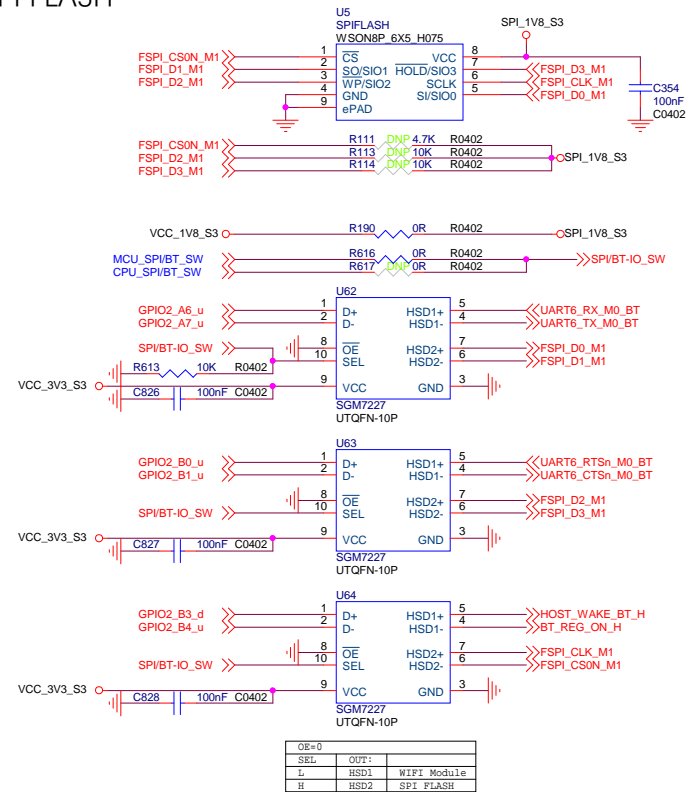 U5
SPIFLASH
WSON8P_6X5_H075
SPI_1V8_S3
FSPI_CS0N_M1 1 CS VCC 8
FSPI_D1_M1 2 SO/SIO1 HOLD/SIO3 7 FSPI_D3_M1
FSPI_D2_M1 3 WP/SIO2 SCLK 6 FSPI_CLK_M1
4 GND SI/SIO0 5 FSPI_D0_M1
9 ePAD
C354
100nF
C0402
FSPI_CS0N_M1 R111 DNP 4.7K R0402
FSPI_D2_M1 R113 DNP 10K R0402 SPI_1V8_S3
FSPI_D3_M1 R114 DNP 10K R0402
VCC_1V8_S3 R190 0R R0402 SPI_1V8_S3
MCU_SPI/BT_SW R616 0R R0402 SPI/BT-IO_SW
CPU_SPI/BT_SW R617 DNP 0R R0402
U62
GPIO2_A6_u 1 D+ HSD1+ 5 UART6_RX_M0_BT
GPIO2_A7_u 2 D- HSD1- 4 UART6_TX_M0_BT
SPI/BT-IO_SW 8 OE HSD2+ 7 FSPI_D0_M1
10 SEL HSD2- 6 FSPI_D1_M1
R613 10K R0402
VCC_3V3_S3 9 VCC GND 3
C826 100nF C0402
SGM7227
UTQFN-10P
U63
GPIO2_B0_u 1 D+ HSD1+ 5 UART6_RTSn_M0_BT
GPIO2_B1_u 2 D- HSD1- 4 UART6_CTSn_M0_BT
8 OE HSD2+ 7 FSPI_D2_M1
SPI/BT-IO_SW 10 SEL HSD2- 6 FSPI_D3_M1
VCC_3V3_S3 9 VCC GND 3
C827 100nF C0402
SGM7227
UTQFN-10P
U64
GPIO2_B3_d 1 D+ HSD1+ 5 HOST_WAKE_BT_H
GPIO2_B4_u 2 D- HSD1- 4 BT_REG_ON_H
8 OE HSD2+ 7 FSPI_CLK_M1
SPI/BT-IO_SW 10 SEL HSD2- 6 FSPI_CS0N_M1
VCC_3V3_S3 9 VCC GND 3
C828 100nF C0402
SGM7227
UTQFN-10P
OE=0
SEL OUT:
L HSD1 WIFI Module
H HSD2 SPI FLASH